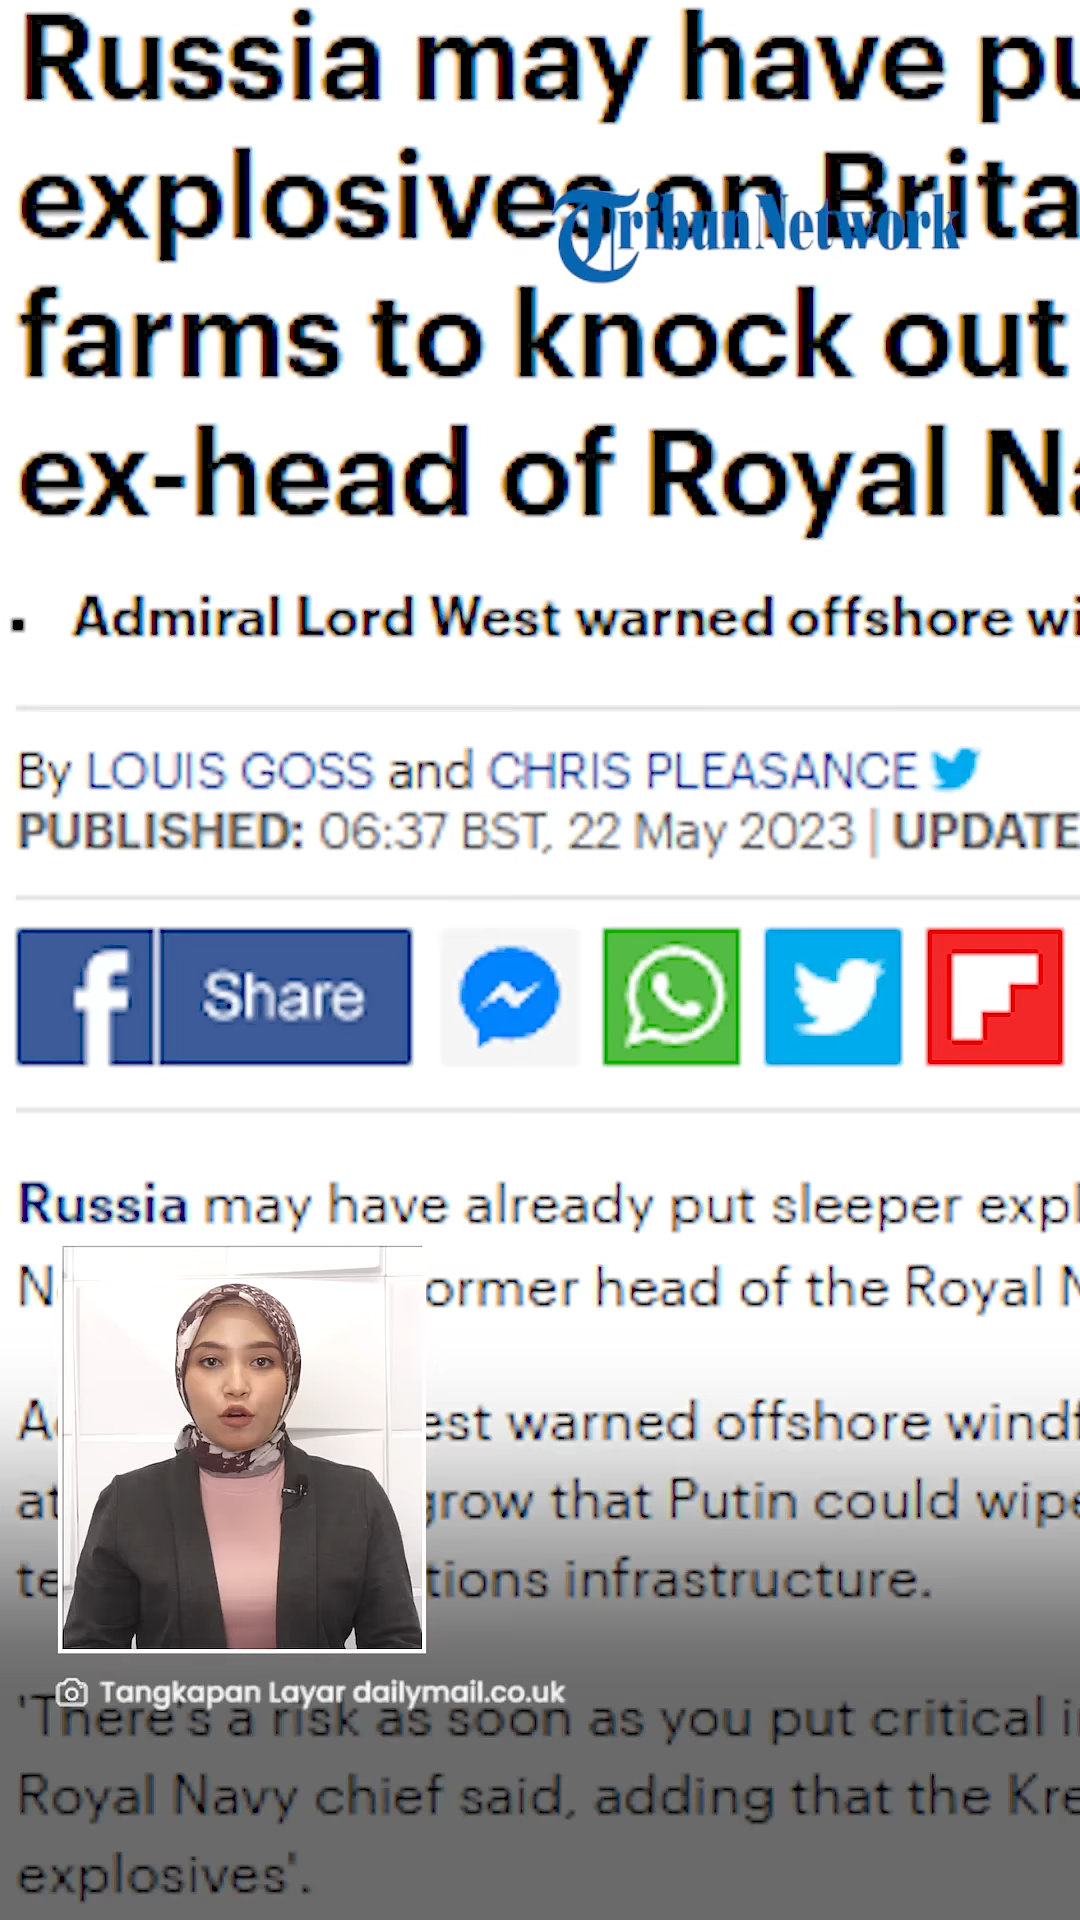 Russia may have pu
explosives on Brita
TribunNetwork
farms to knock out
ex-head of Royal Na
Admiral Lord West warned offshore wi
By LOUIS GOSS and CHRIS PLEASANCE
PUBLISHED: 06:37 BST, 22 May 2023 | UPDATE
f Share
Russia may have already put sleeper expl
N ormer head of the Royal N
A est warned offshore windf
at grow that Putin could wipe
te tions infrastructure.
Tangkapan Layar dailymail.co.uk
'There's a risk as soon as you put critical i
Royal Navy chief said, adding that the Kre
explosives'.